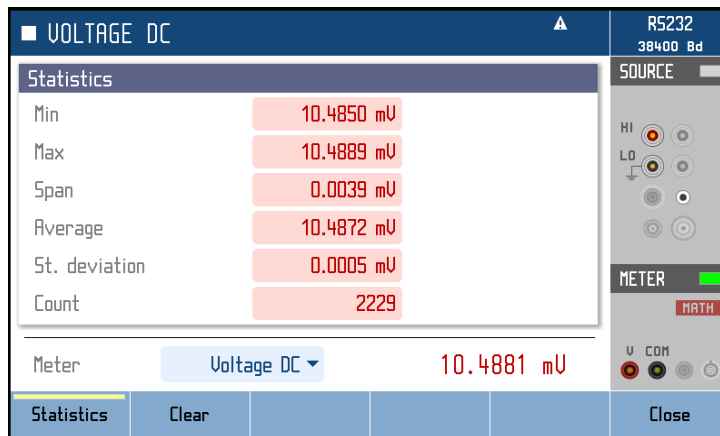 VOLTAGE DC
RS232
38400 Bd
Statistics
Min 10.4850 mV
Max 10.4889 mV
Span 0.0039 mV
Average 10.4872 mV
St. deviation 0.0005 mV
Count 2229
Meter Voltage DC 10.4881 mV
SOURCE
HI
LO
METER
MATH
V COM
Statistics Clear Close